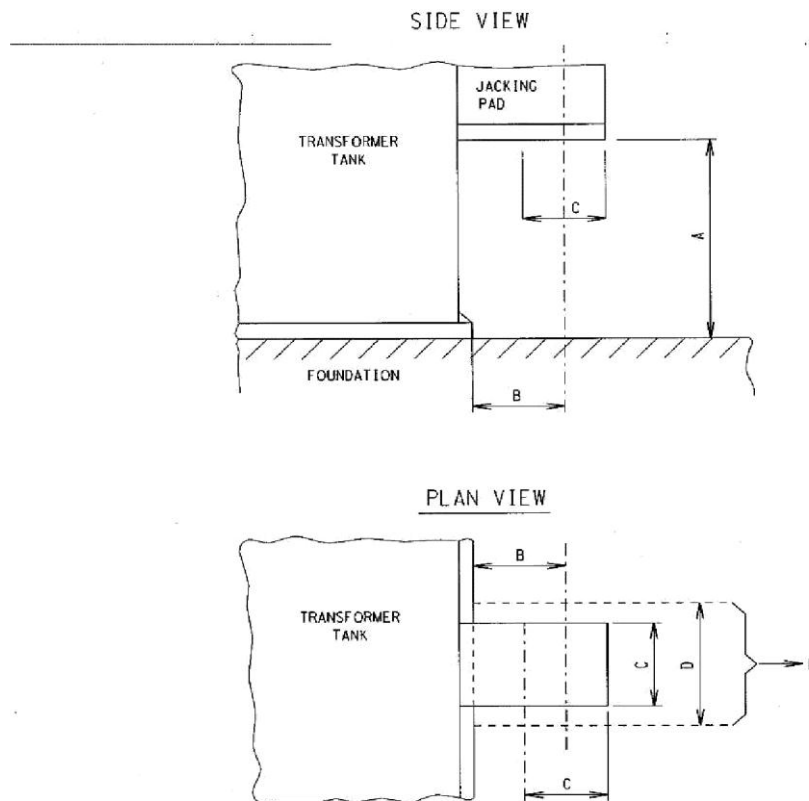 SIDE VIEW
JACKING
PAD
TRANSFORMER
TANK
C
A
FOUNDATION
B
PLAN VIEW
B
TRANSFORMER
TANK
C
D
C